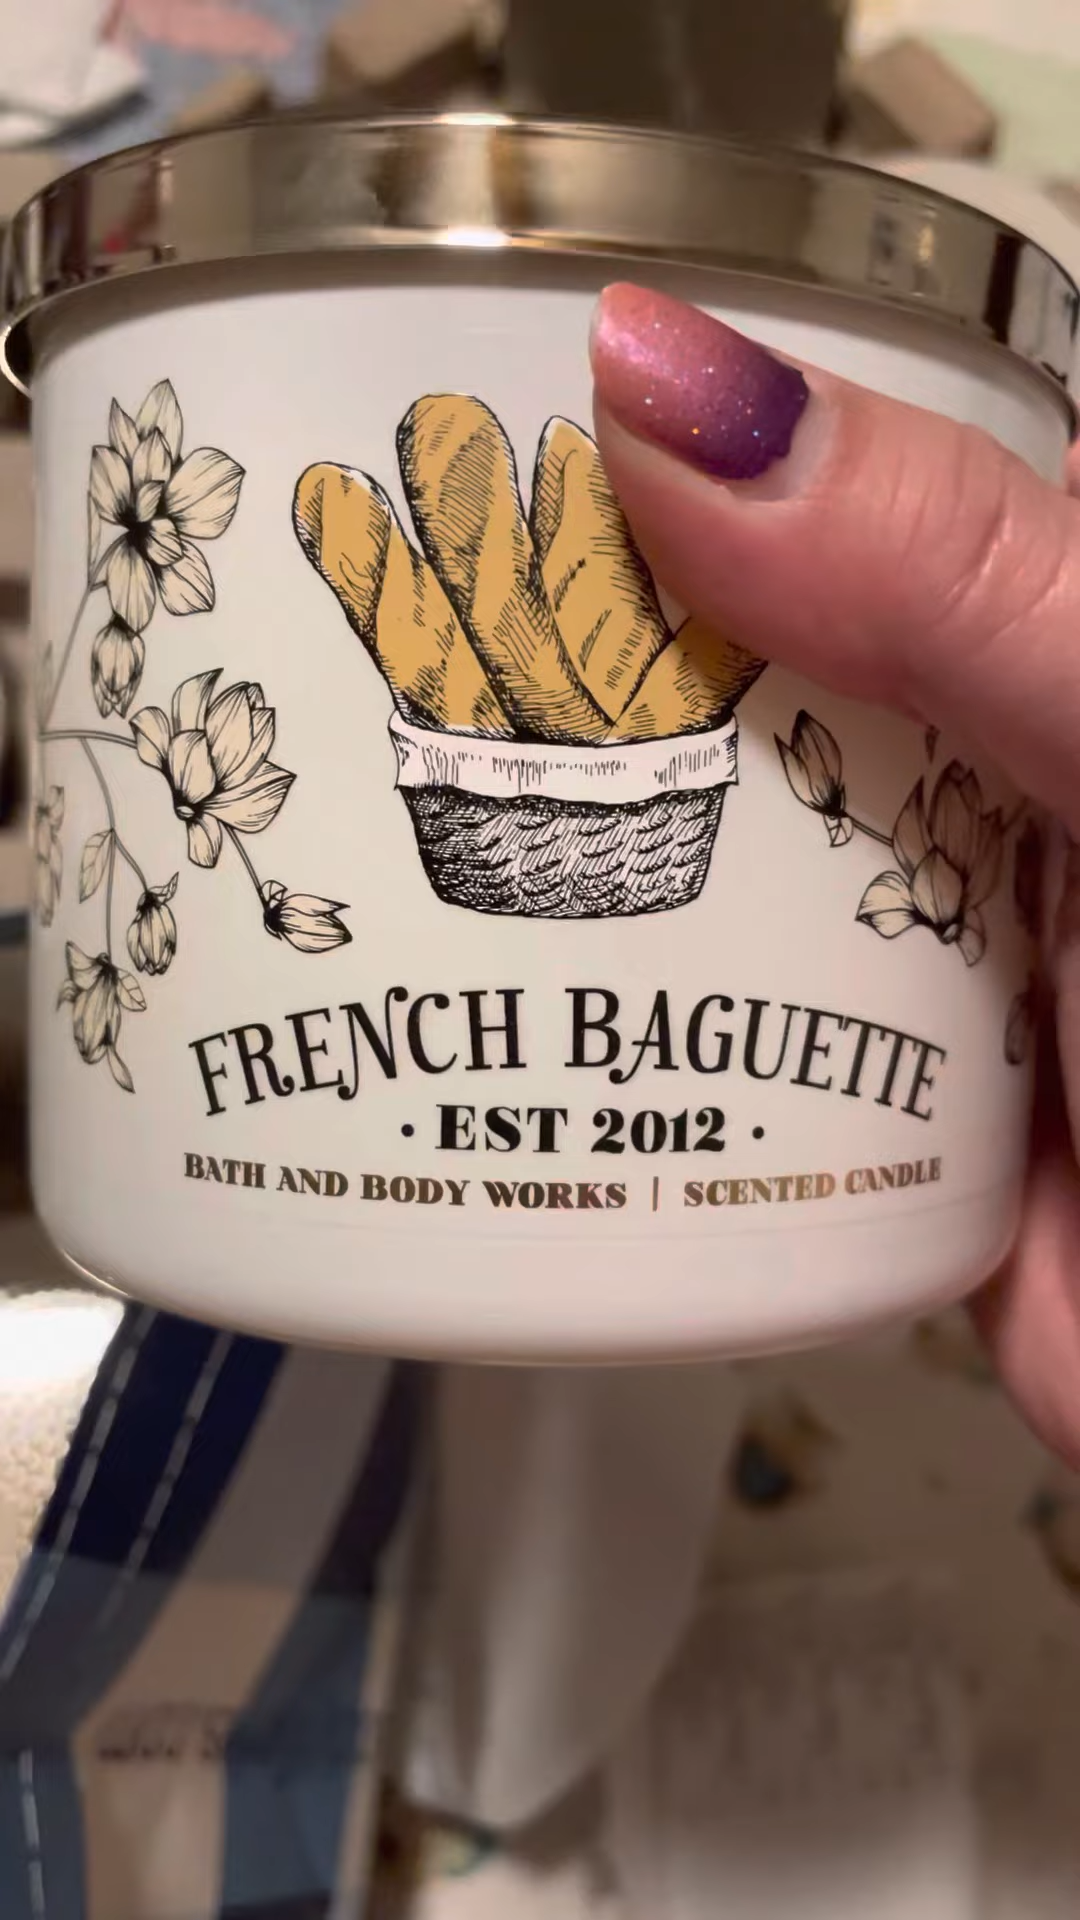 FRENCH BAGUETTE
· EST 2012 ·
BATH AND BODY WORKS | SCENTED CANDLE